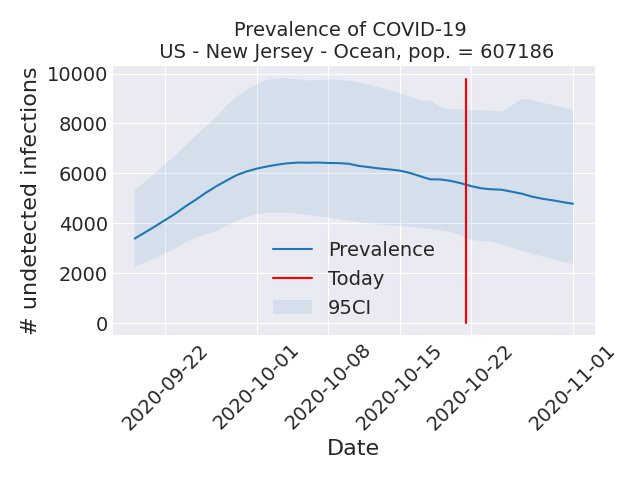 Prevalence of COVID-19
US - New Jersey - Ocean, pop. = 607186
# undetected infections
10000
8000
6000
4000
2000
0
Prevalence
Today
95CI
2020-09-22
2020-10-01
2020-10-08
2020-10-15
2020-10-22
2020-11-01
Date